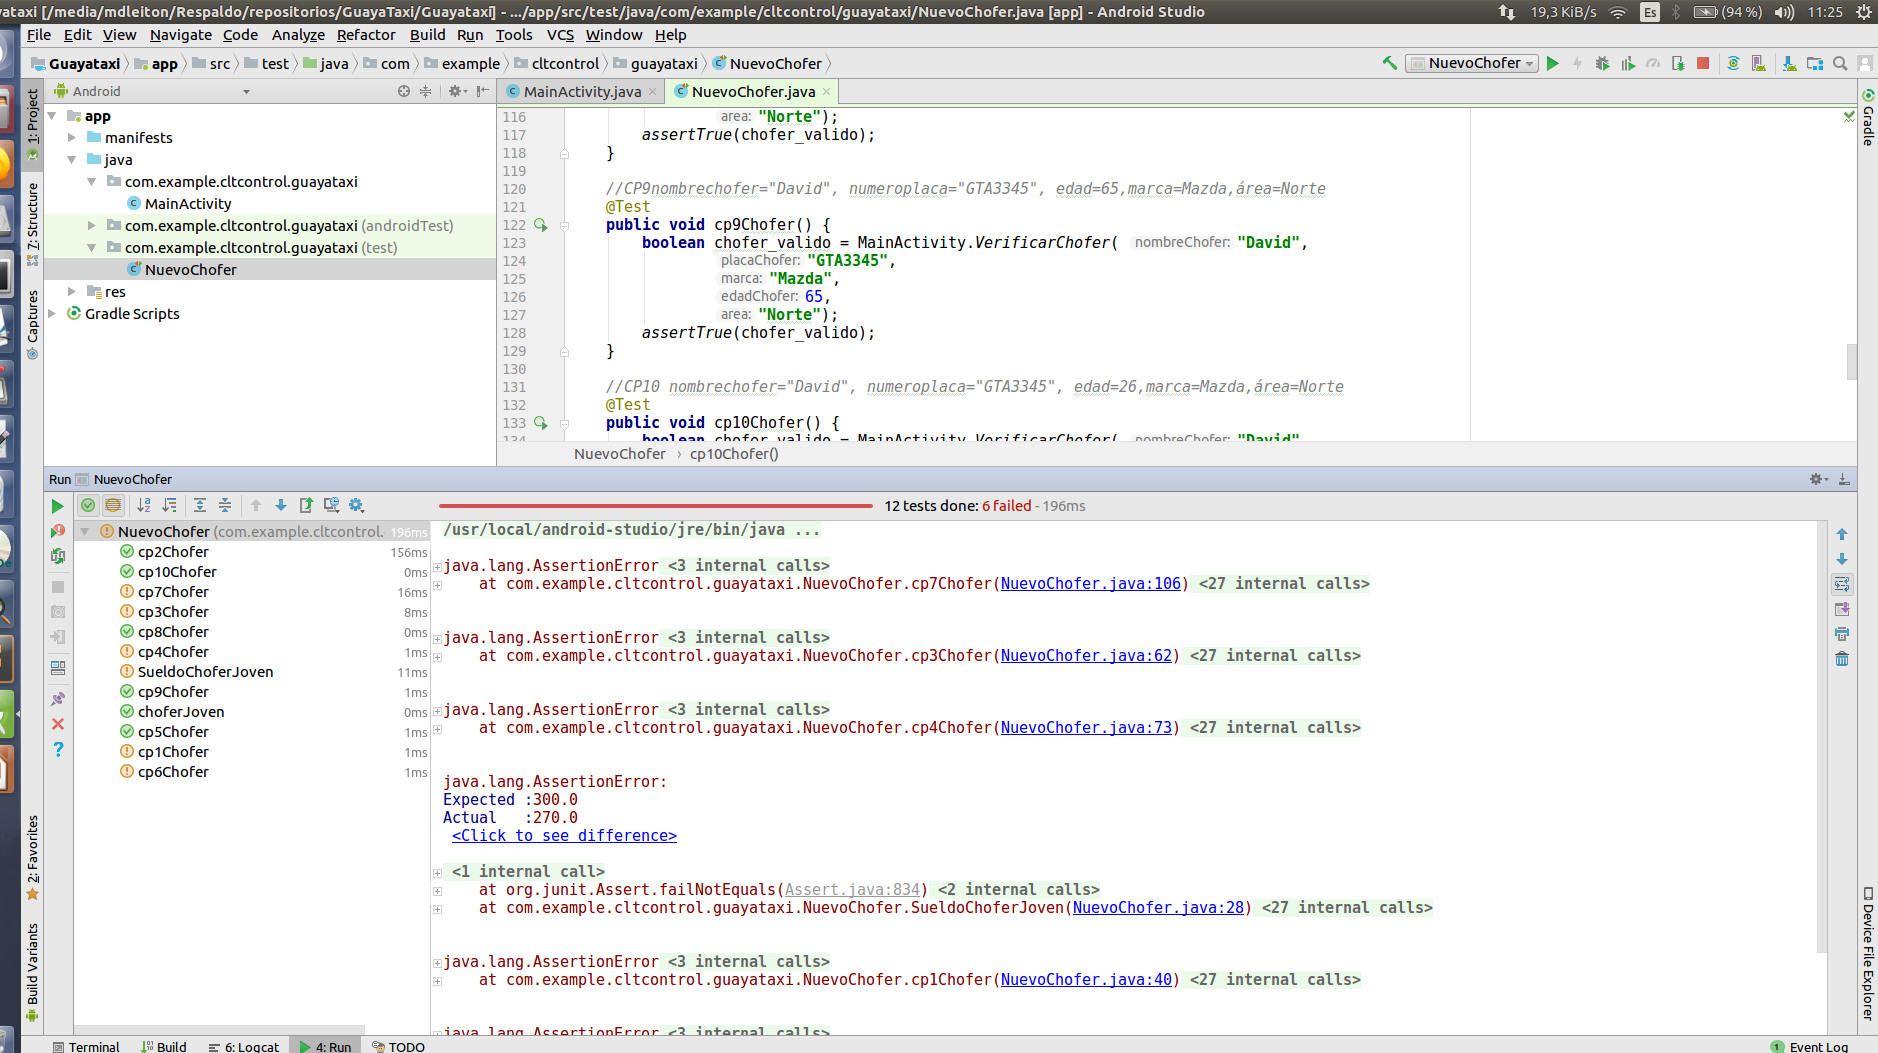 yataxi [/media/mdleiton/Respaldo/repositorios/GuayaTaxi/Guayataxi] - .../app/src/test/java/com/example/cltcontrol/guayataxi/NuevoChofer.java [app] - Android Studio
19,3 KiB/s Es (94 %) 11:25
File Edit View Navigate Code Analyze Refactor Build Run Tools VCS Window Help
Guayataxi app src test java com example cltcontrol guayataxi NuevoChofer
NuevoChofer
Android
MainActivity.java NuevoChofer.java
1: Project
7: Structure
Captures
2: Favorites
Build Variants
Gradle
Device File Explorer
app
manifests
java
com.example.cltcontrol.guayataxi
MainActivity
com.example.cltcontrol.guayataxi (androidTest)
com.example.cltcontrol.guayataxi (test)
NuevoChofer
res
Gradle Scripts
116 area: "Norte");
117 assertTrue(chofer_valido);
118 }
119
120 //CP9nombrechofer="David", numeroplaca="GTA3345", edad=65,marca=Mazda,área=Norte
121 @Test
122 public void cp9Chofer() {
123 boolean chofer_valido = MainActivity.VerificarChofer( nombreChofer: "David",
124 placaChofer: "GTA3345",
125 marca: "Mazda",
126 edadChofer: 65,
127 area: "Norte");
128 assertTrue(chofer_valido);
129 }
130
131 //CP10 nombrechofer="David", numeroplaca="GTA3345", edad=26,marca=Mazda,área=Norte
132 @Test
133 public void cp10Chofer() {
134 boolean chofer_valido = MainActivity.VerificarChofer( nombreChofer: "David"
NuevoChofer › cp10Chofer()
Run NuevoChofer
12 tests done: 6 failed - 196ms
NuevoChofer (com.example.cltcontrol. 196ms
cp2Chofer 156ms
cp10Chofer 0ms
cp7Chofer 16ms
cp3Chofer 8ms
cp8Chofer 0ms
cp4Chofer 1ms
SueldoChoferJoven 11ms
cp9Chofer 1ms
choferJoven 0ms
cp5Chofer 1ms
cp1Chofer 1ms
cp6Chofer 1ms
/usr/local/android-studio/jre/bin/java ...
java.lang.AssertionError <3 internal calls>
at com.example.cltcontrol.guayataxi.NuevoChofer.cp7Chofer(NuevoChofer.java:106) <27 internal calls>
java.lang.AssertionError <3 internal calls>
at com.example.cltcontrol.guayataxi.NuevoChofer.cp3Chofer(NuevoChofer.java:62) <27 internal calls>
java.lang.AssertionError <3 internal calls>
at com.example.cltcontrol.guayataxi.NuevoChofer.cp4Chofer(NuevoChofer.java:73) <27 internal calls>
java.lang.AssertionError:
Expected :300.0
Actual :270.0
<Click to see difference>
<1 internal call>
at org.junit.Assert.failNotEquals(Assert.java:834) <2 internal calls>
at com.example.cltcontrol.guayataxi.NuevoChofer.SueldoChoferJoven(NuevoChofer.java:28) <27 internal calls>
java.lang.AssertionError <3 internal calls>
at com.example.cltcontrol.guayataxi.NuevoChofer.cp1Chofer(NuevoChofer.java:40) <27 internal calls>
java.lang.AssertionError <3 internal calls>
Terminal Build 6: Logcat 4: Run TODO 1 Event Log